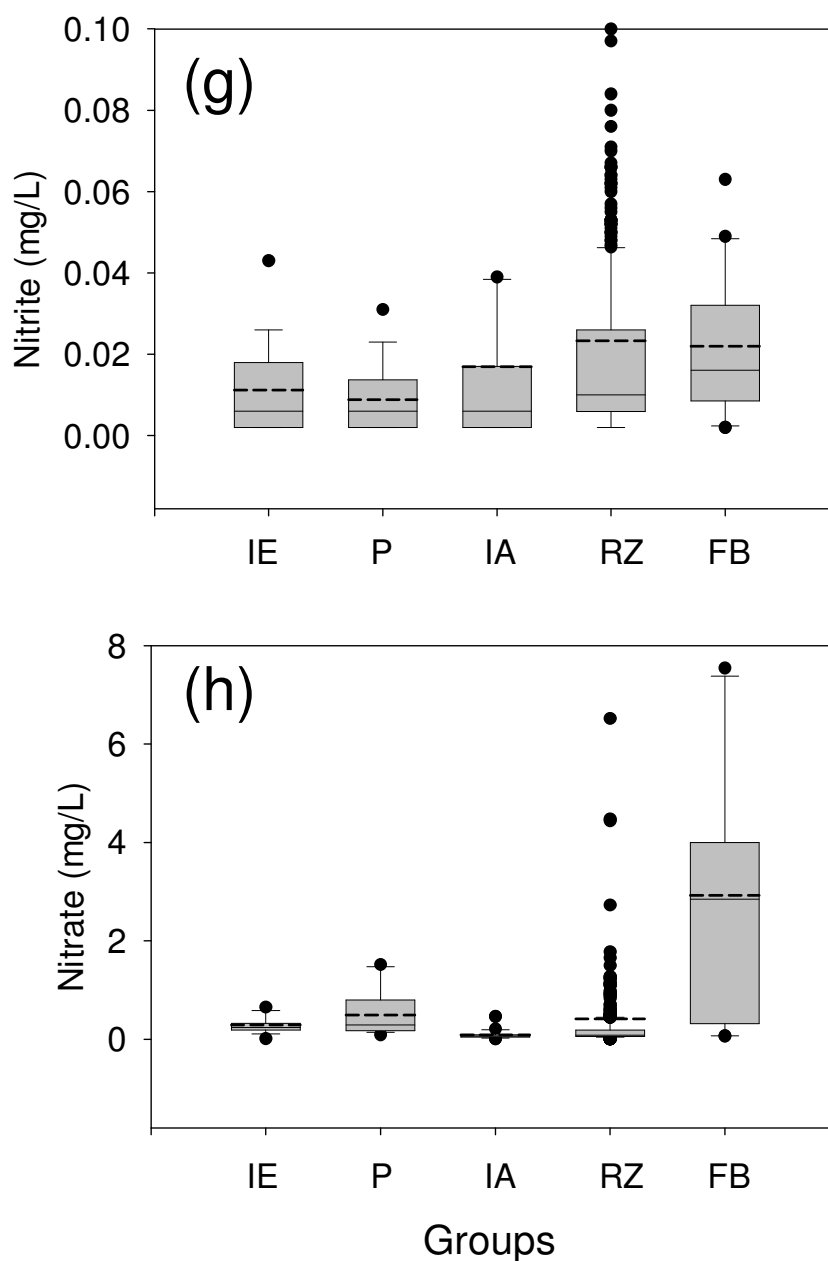 (g)
Nitrite (mg/L)
0.10
0.08
0.06
0.04
0.02
0.00
IE P IA RZ FB
(h)
Nitrate (mg/L)
8
6
4
2
0
IE P IA RZ FB
Groups